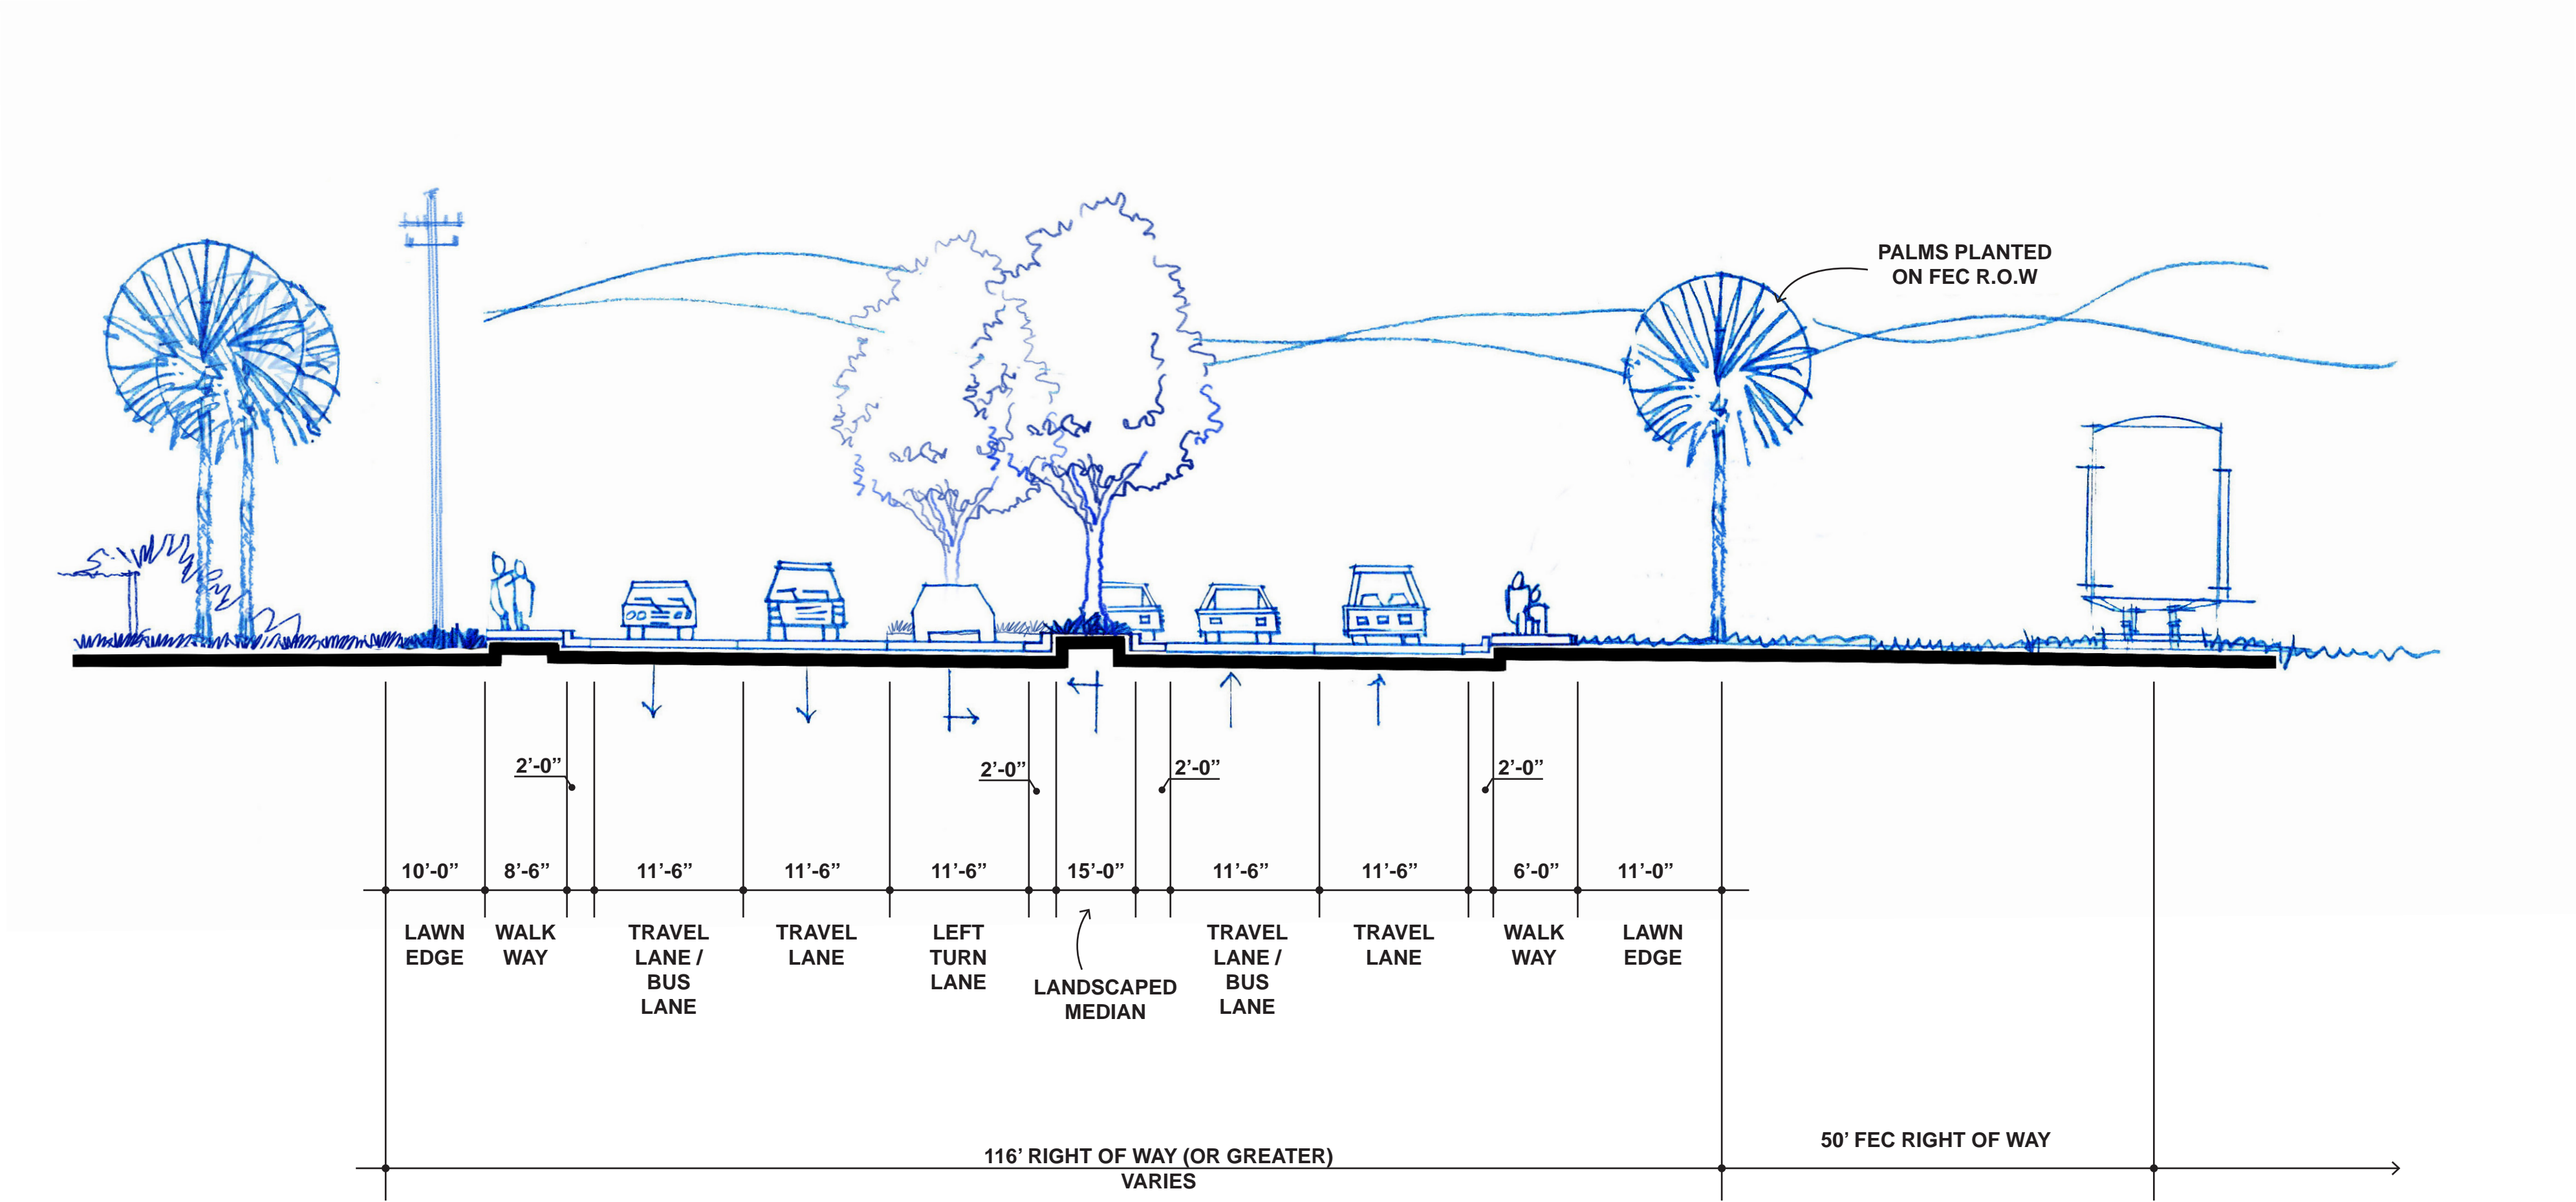 PALMS PLANTED
ON FEC R.O.W
2’-0”
2’-0”
2’-0”
2’-0”
10’-0”
8’-6”
11’-6”
11’-6”
11’-6”
15’-0”
11’-6”
11’-6”
6’-0”
11’-0”
LAWN
EDGE
WALK
WAY
TRAVEL
LANE /
BUS
LANE
TRAVEL
LANE
LEFT
TURN
LANE
LANDSCAPED
MEDIAN
TRAVEL
LANE /
BUS
LANE
TRAVEL
LANE
WALK
WAY
LAWN
EDGE
116’ RIGHT OF WAY (OR GREATER)
VARIES
50’ FEC RIGHT OF WAY